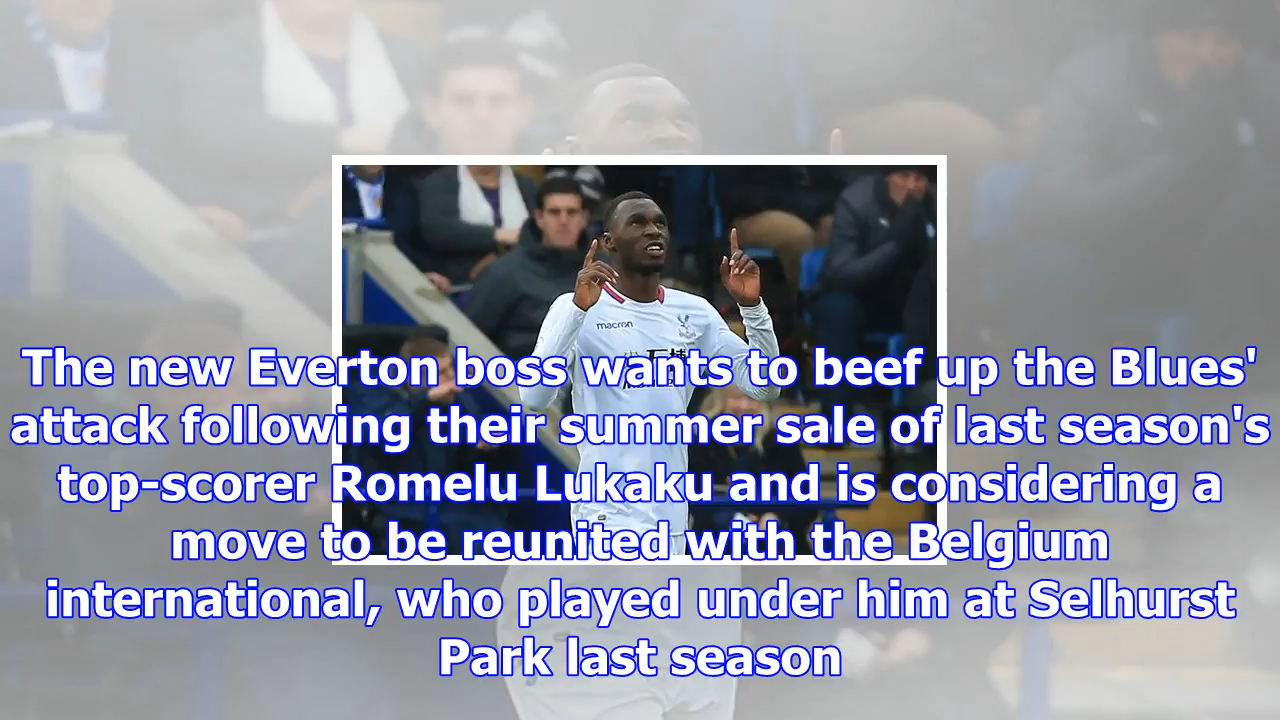 macron
The new Everton boss wants to beef up the Blues'
attack following their summer sale of last season's
top-scorer Romelu Lukaku and is considering a
move to be reunited with the Belgium
international, who played under him at Selhurst
Park last season